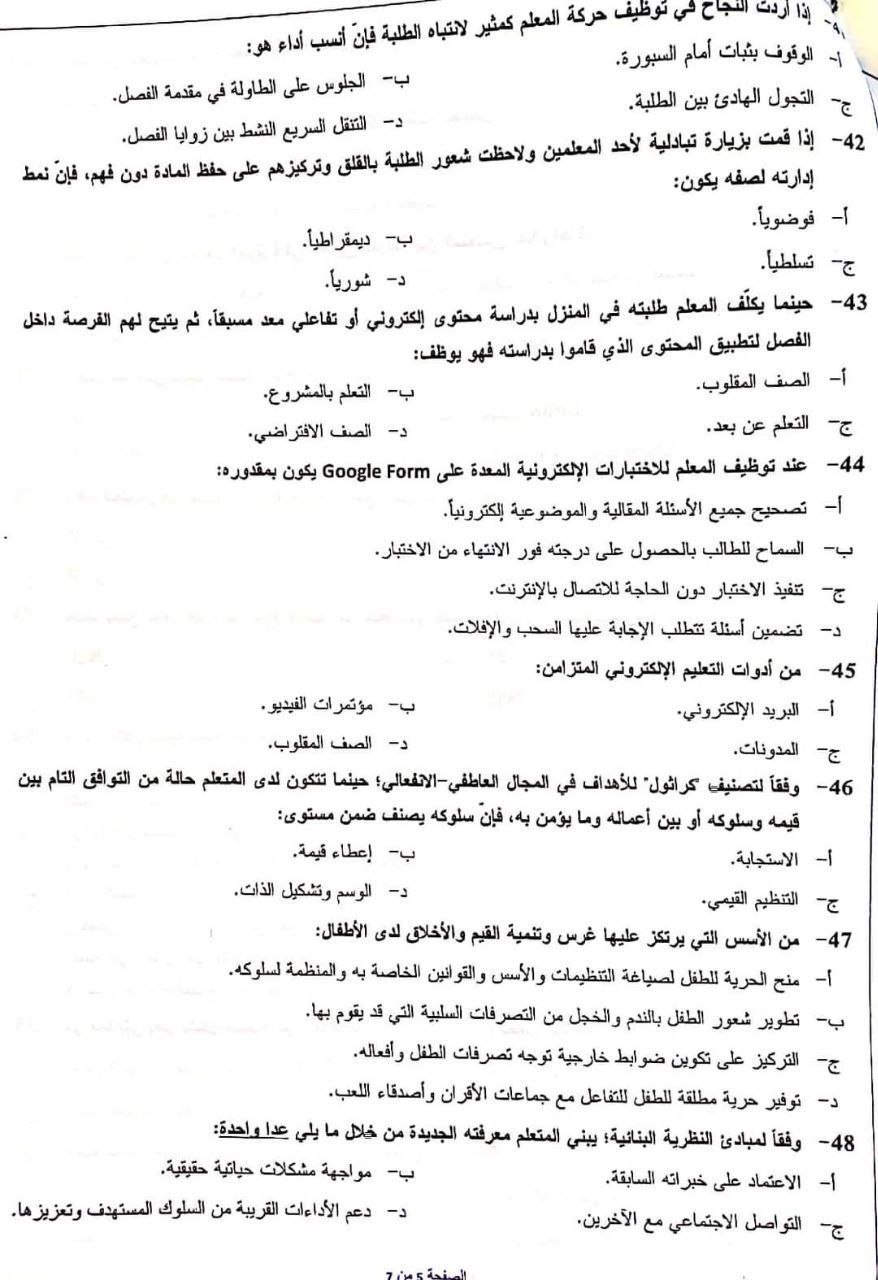 إذا أردت النجاح في توظيف حركة المعلم كمثير لانتباه الطلبة فإنّ أنسب أداء هو:
أ- الوقوف بثبات أمام السبورة.
ب- الجلوس على الطاولة في مقدمة الفصل.
ج- التجول الهادئ بين الطلبة.
د- التنقل السريع النشط بين زوايا الفصل.
42- إذا قمت بزيارة تبادلية لأحد المعلمين ولاحظت شعور الطلبة بالقلق وتركيزهم على حفظ المادة دون فهم، فإنّ نمط
إدارته لصفه يكون:
أ- فوضوياً.
ب- ديمقراطياً.
ج- تسلطياً.
د- شورياً.
43- حينما يكلّف المعلم طلبته في المنزل بدراسة محتوى إلكتروني أو تفاعلي معد مسبقاً، ثم يتيح لهم الفرصة داخل
الفصل لتطبيق المحتوى الذي قاموا بدراسته فهو يوظف:
أ- الصف المقلوب.
ب- التعلم بالمشروع.
ج- التعلم عن بعد.
د- الصف الافتراضي.
44- عند توظيف المعلم للاختبارات الإلكترونية المعدة على Google Form يكون بمقدوره:
أ- تصحيح جميع الأسئلة المقالية والموضوعية إلكترونياً.
ب- السماح للطالب بالحصول على درجته فور الانتهاء من الاختبار.
ج- تنفيذ الاختبار دون الحاجة للاتصال بالإنترنت.
د- تضمين أسئلة تتطلب الإجابة عليها السحب والإفلات.
45- من أدوات التعليم الإلكتروني المتزامن:
أ- البريد الإلكتروني.
ب- مؤتمرات الفيديو.
ج- المدونات.
د- الصف المقلوب.
46- وفقاً لتصنيف "كراثول" للأهداف في المجال العاطفي-الانفعالي؛ حينما تتكون لدى المتعلم حالة من التوافق التام بين
قيمه وسلوكه أو بين أعماله وما يؤمن به، فإنّ سلوكه يصنف ضمن مستوى:
أ- الاستجابة.
ب- إعطاء قيمة.
ج- التنظيم القيمي.
د- الوسم وتشكيل الذات.
47- من الأسس التي يرتكز عليها غرس وتنمية القيم والأخلاق لدى الأطفال:
أ- منح الحرية للطفل لصياغة التنظيمات والأسس والقوانين الخاصة به والمنظمة لسلوكه.
ب- تطوير شعور الطفل بالندم والخجل من التصرفات السلبية التي قد يقوم بها.
ج- التركيز على تكوين ضوابط خارجية توجه تصرفات الطفل وأفعاله.
د- توفير حرية مطلقة للطفل للتفاعل مع جماعات الأقران وأصدقاء اللعب.
48- وفقاً لمبادئ النظرية البنائية؛ يبني المتعلم معرفته الجديدة من خلال ما يلي عدا واحدة:
أ- الاعتماد على خبراته السابقة.
ب- مواجهة مشكلات حياتية حقيقية.
ج- التواصل الاجتماعي مع الآخرين.
د- دعم الأداءات القريبة من السلوك المستهدف وتعزيزها.
الصفحة 5 من 7